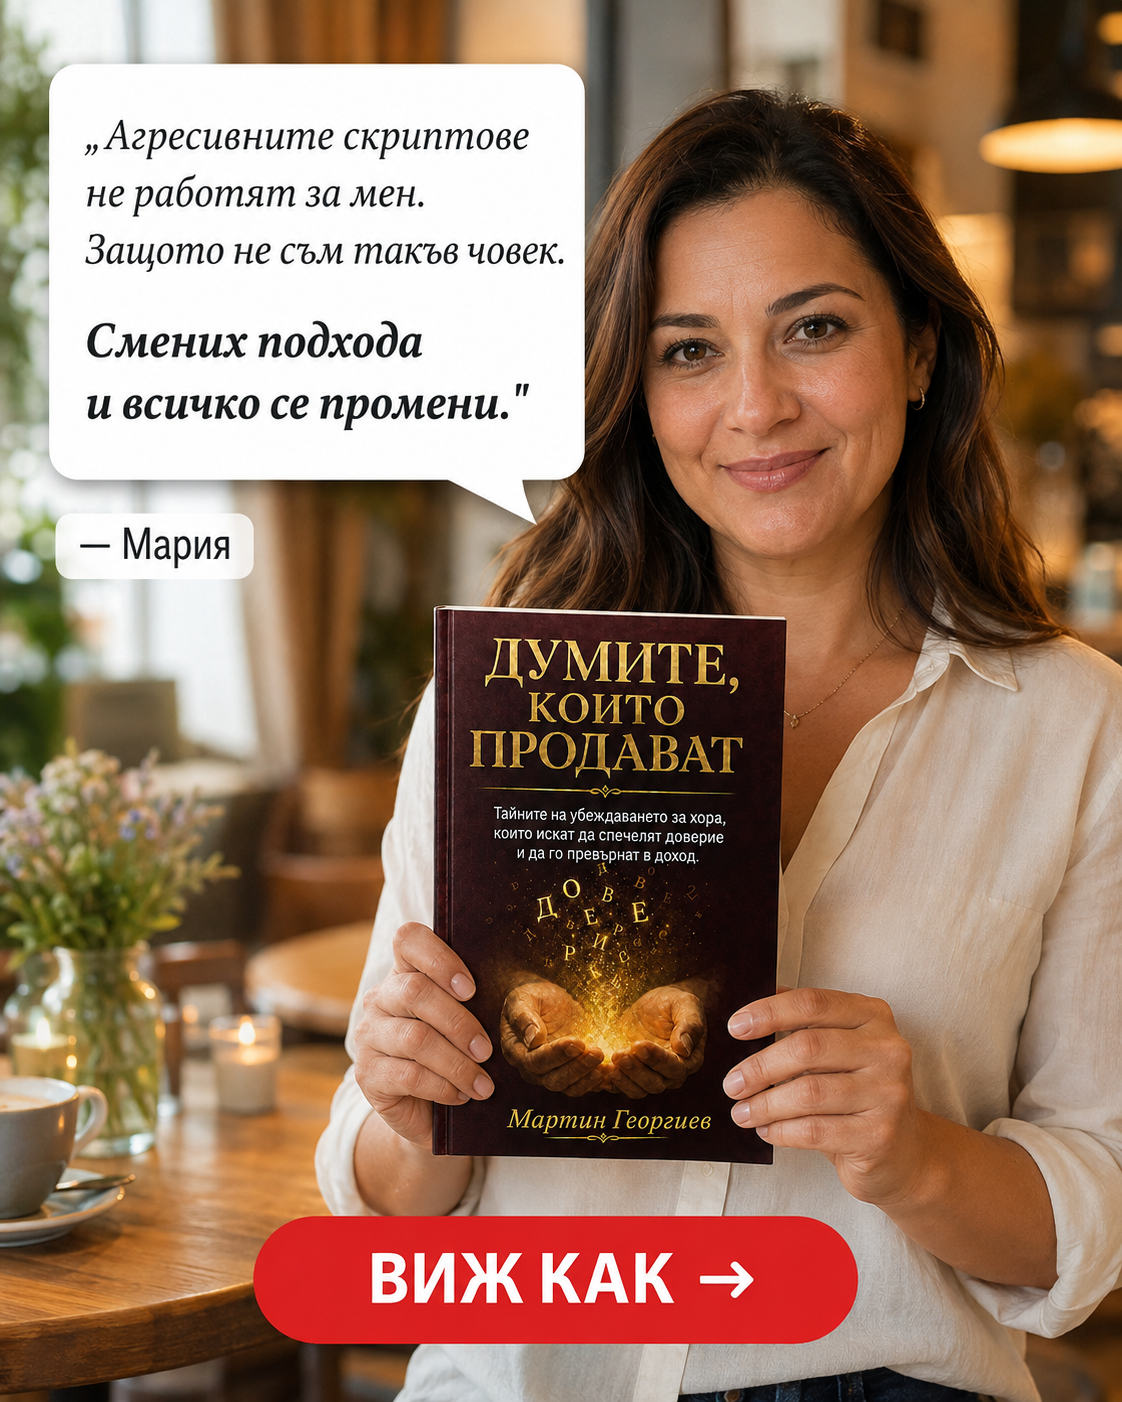 „Агресивните скриптове
не работят за мен.
Защото не съм такъв човек.
Смених подхода
и всичко се промени."
— Мария
ДУМИТЕ,
КОИТО
ПРОДАВАТ
Тайните на убеждаването за хора,
които искат да спечелят доверие
и да го превърнат в доход.
Мартин Георгиев
ВИЖ КАК →